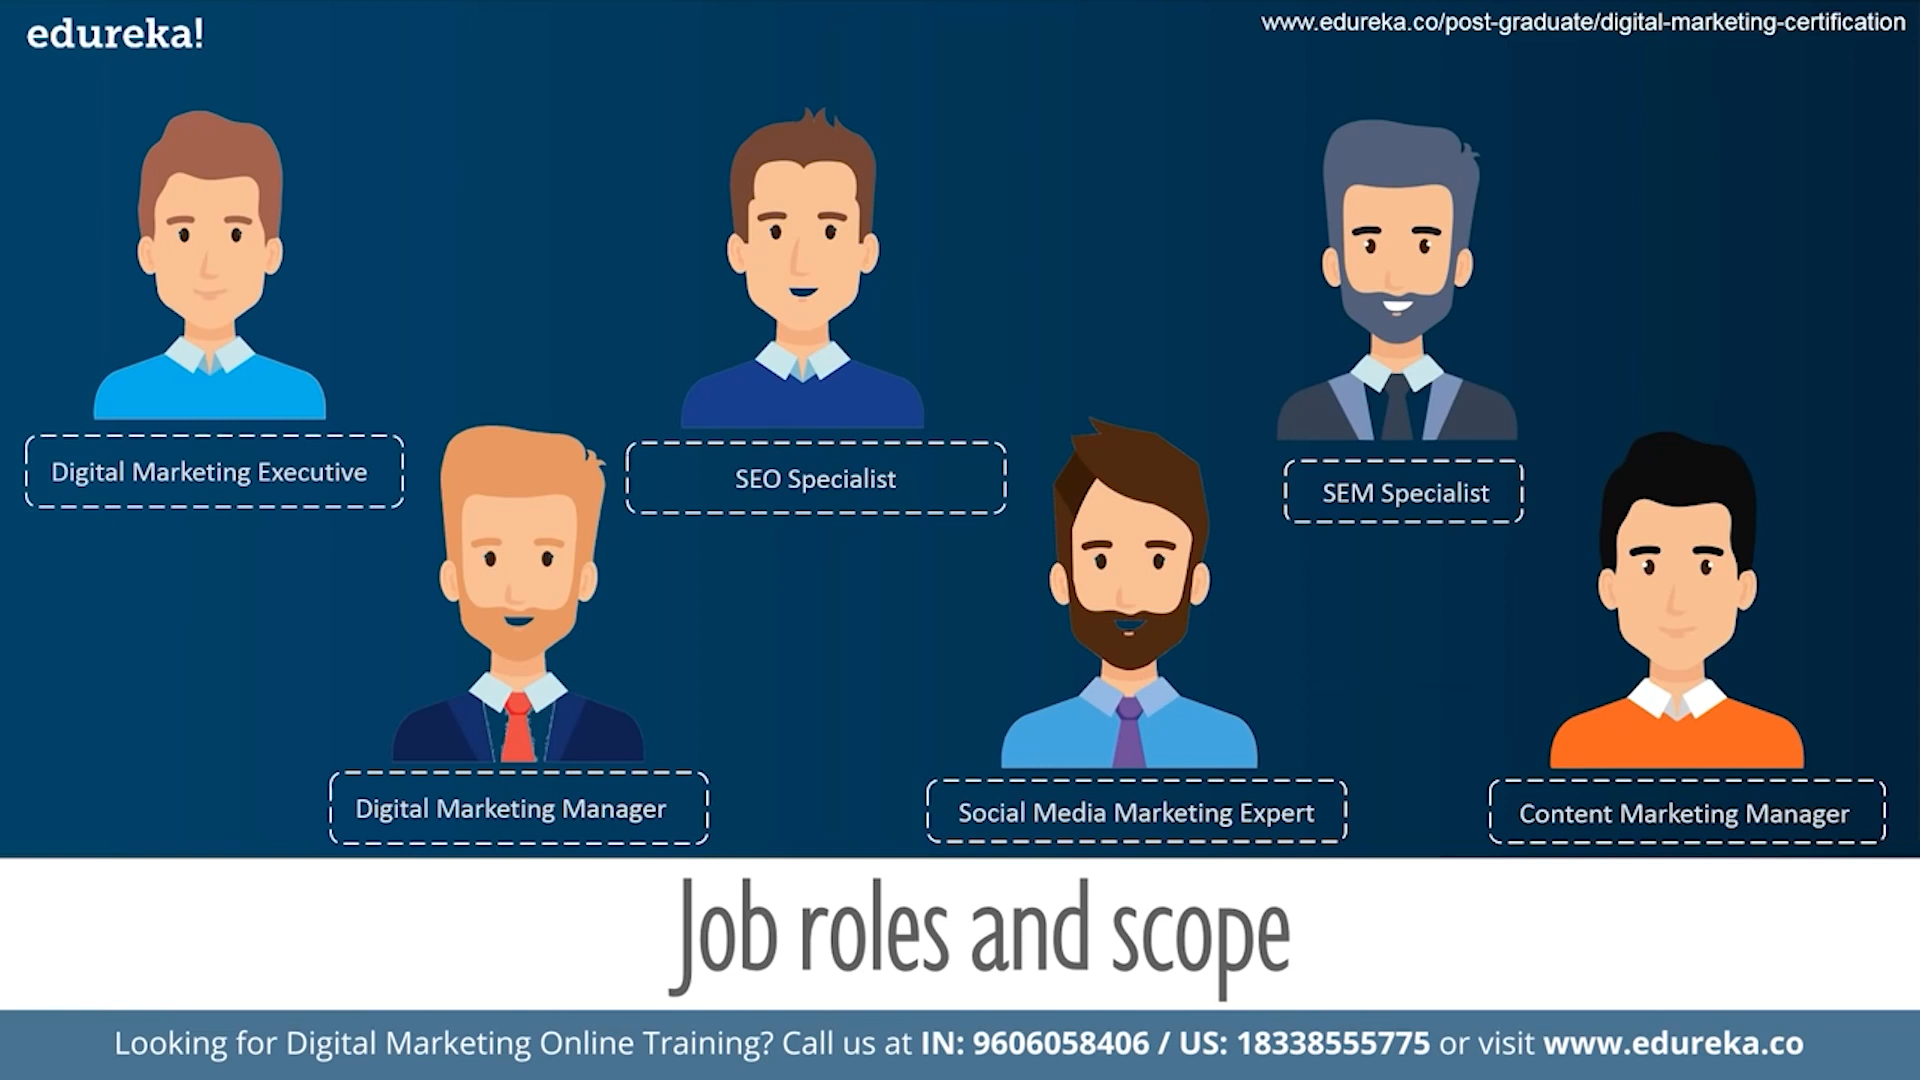 edureka!
www.edureka.co/post-graduate/digital-marketing-certification
Digital Marketing Executive
SEO Specialist
SEM Specialist
Digital Marketing Manager
Social Media Marketing Expert
Content Marketing Manager
Job roles and scope
Looking for Digital Marketing Online Training? Call us at IN: 9606058406 / US: 18338555775 or visit www.edureka.co